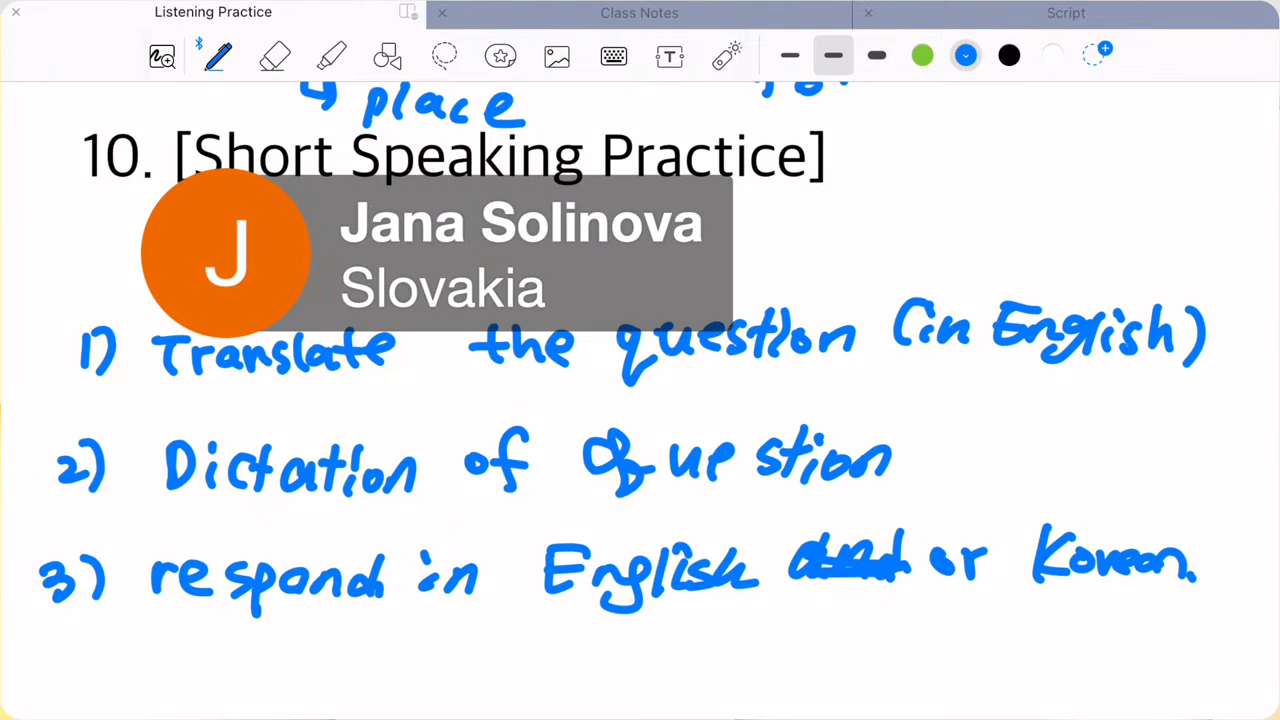 Listening Practice
Class Notes
Script
place
10. [Short Speaking Practice]
J
Jana Solinova
Slovakia
1) Translate the question (in English)
2) Dictation of Question
3) respond in English and or Korean.